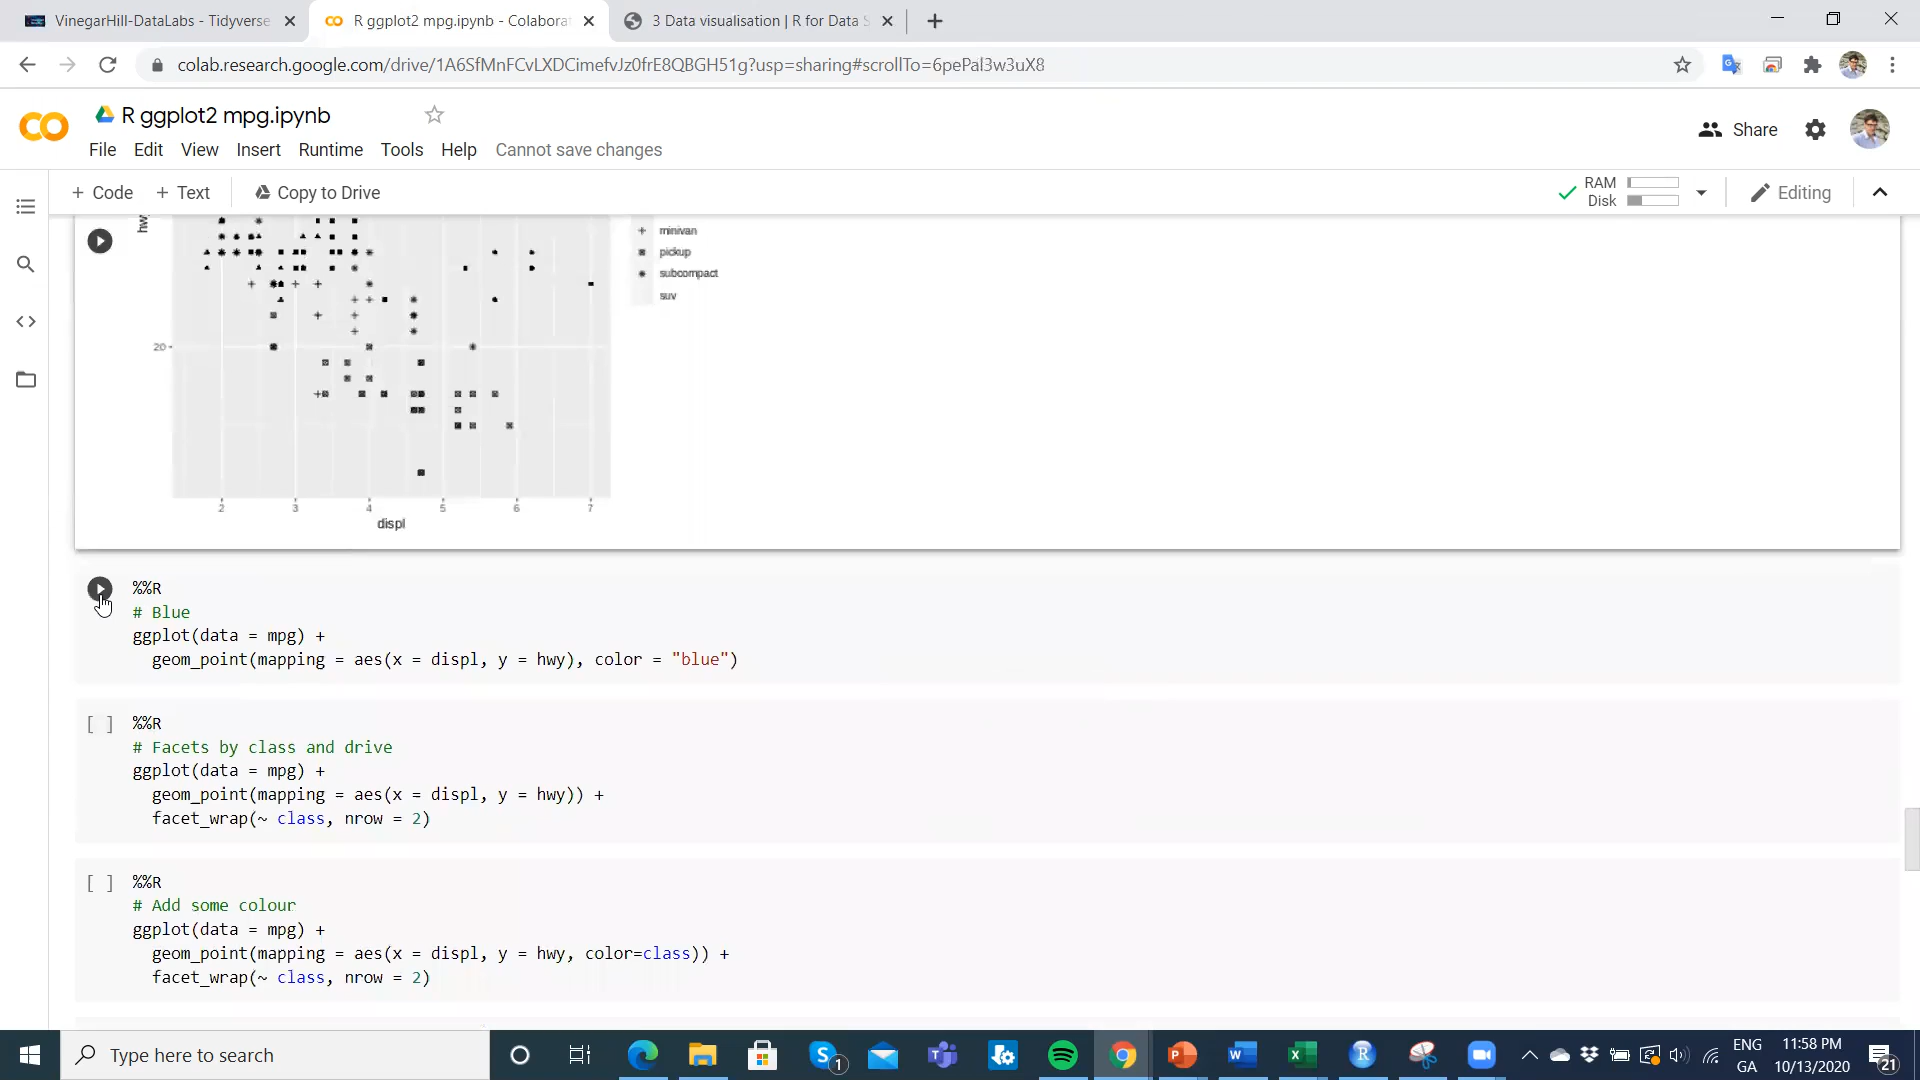 VinegarHill-DataLabs - Tidyverse
R ggplot2 mpg.ipynb - Colaborat
3 Data visualisation | R for Data S
colab.research.google.com/drive/1A6SfMnFCvLXDCimefvJz0frE8QBGH51g?usp=sharing#scrollTo=6pePal3w3uX8
R ggplot2 mpg.ipynb
File Edit View Insert Runtime Tools Help Cannot save changes
Share
+ Code + Text Copy to Drive
RAM
Disk
Editing
hwy
minivan
pickup
subcompact
suv
20
2 3 4 5 6 7
displ
%%R
# Blue
ggplot(data = mpg) +
geom_point(mapping = aes(x = displ, y = hwy), color = "blue")
[ ] %%R
# Facets by class and drive
ggplot(data = mpg) +
geom_point(mapping = aes(x = displ, y = hwy)) +
facet_wrap(~ class, nrow = 2)
[ ] %%R
# Add some colour
ggplot(data = mpg) +
geom_point(mapping = aes(x = displ, y = hwy, color=class)) +
facet_wrap(~ class, nrow = 2)
Type here to search
1
ENG
GA
11:58 PM
10/13/2020
21